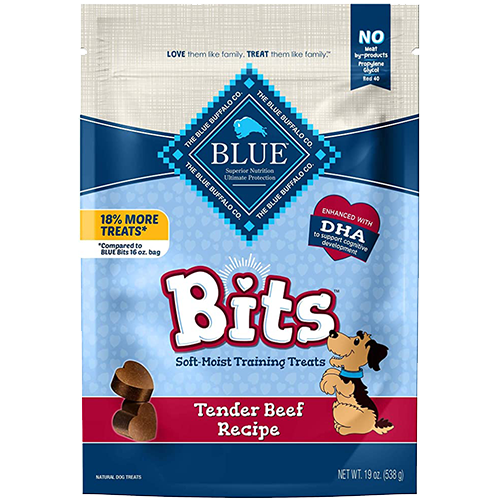 LOVE them like family. TREAT them like family.™
NO
Meat
by-products
Propylene
Glycol
Red 40
THE BLUE BUFFALO CO.
THE BLUE BUFFALO CO.
BLUE™
Superior Nutrition
Ultimate Protection
THE BLUE BUFFALO CO.
THE BLUE BUFFALO CO.
18% MORE
TREATS*
*Compared to
BLUE Bits 16 oz. bag
ENHANCED WITH
DHA
to support cognitive
development
Bits™
Soft-Moist Training Treats
Tender Beef
Recipe
NATURAL DOG TREATS
NET WT. 19 oz. (538 g)